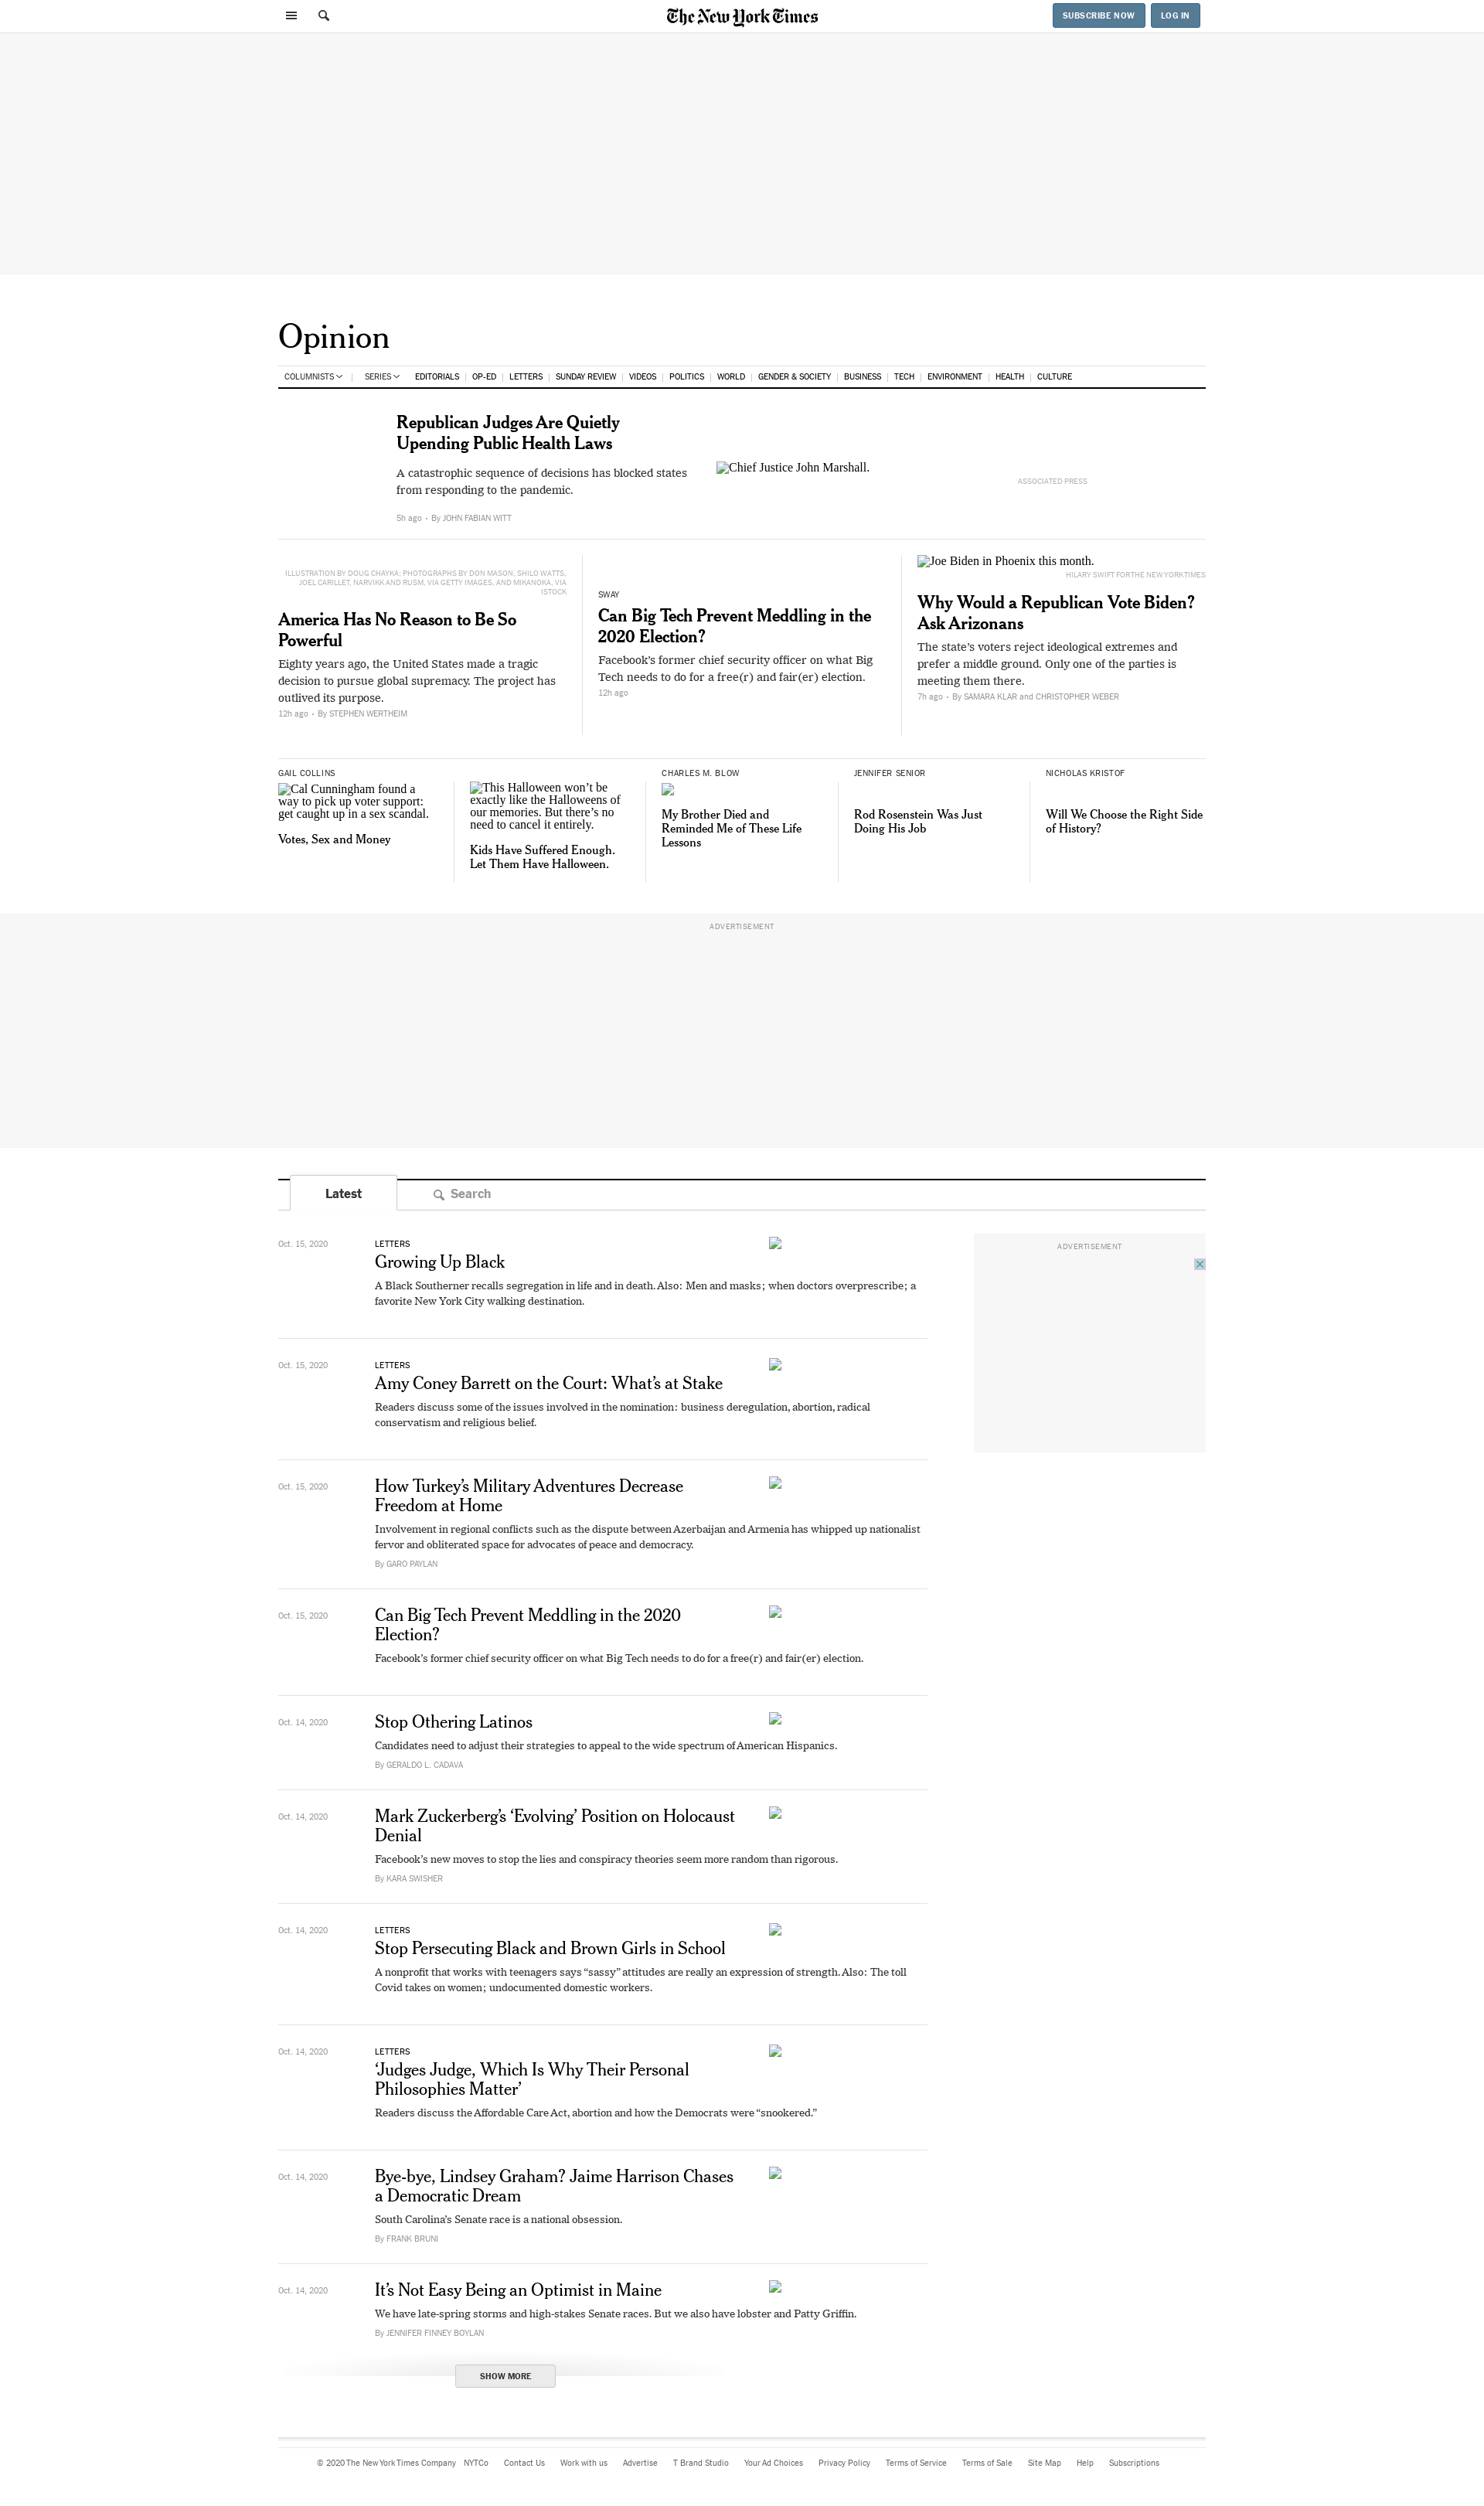 The New York Times
SUBSCRIBE NOW
LOG IN
Opinion
COLUMNISTS
SERIES
EDITORIALS
OP-ED
LETTERS
SUNDAY REVIEW
VIDEOS
POLITICS
WORLD
GENDER & SOCIETY
BUSINESS
TECH
ENVIRONMENT
HEALTH
CULTURE
Republican Judges Are Quietly
Upending Public Health Laws
A catastrophic sequence of decisions has blocked states
from responding to the pandemic.
5h ago • By JOHN FABIAN WITT
Chief Justice John Marshall.
ASSOCIATED PRESS
ILLUSTRATION BY DOUG CHAYKA; PHOTOGRAPHS BY DON MASON, SHILO WATTS,
JOEL CARILLET, NARVIKK AND RUSM, VIA GETTY IMAGES, AND MIKANOKA, VIA
ISTOCK
America Has No Reason to Be So
Powerful
Eighty years ago, the United States made a tragic
decision to pursue global supremacy. The project has
outlived its purpose.
12h ago • By STEPHEN WERTHEIM
SWAY
Can Big Tech Prevent Meddling in the
2020 Election?
Facebook’s former chief security officer on what Big
Tech needs to do for a free(r) and fair(er) election.
12h ago
Joe Biden in Phoenix this month.
HILARY SWIFT FOR THE NEW YORK TIMES
Why Would a Republican Vote Biden?
Ask Arizonans
The state’s voters reject ideological extremes and
prefer a middle ground. Only one of the parties is
meeting them there.
7h ago • By SAMARA KLAR and CHRISTOPHER WEBER
GAIL COLLINS
Cal Cunningham found a
way to pick up voter support:
get caught up in a sex scandal.
Votes, Sex and Money
This Halloween won’t be
exactly like the Halloweens of
our memories. But there’s no
need to cancel it entirely.
Kids Have Suffered Enough.
Let Them Have Halloween.
CHARLES M. BLOW
My Brother Died and
Reminded Me of These Life
Lessons
JENNIFER SENIOR
Rod Rosenstein Was Just
Doing His Job
NICHOLAS KRISTOF
Will We Choose the Right Side
of History?
ADVERTISEMENT
Latest
Search
Oct. 15, 2020
LETTERS
Growing Up Black
A Black Southerner recalls segregation in life and in death. Also: Men and masks; when doctors overprescribe; a
favorite New York City walking destination.
ADVERTISEMENT
Oct. 15, 2020
LETTERS
Amy Coney Barrett on the Court: What’s at Stake
Readers discuss some of the issues involved in the nomination: business deregulation, abortion, radical
conservatism and religious belief.
Oct. 15, 2020
How Turkey’s Military Adventures Decrease
Freedom at Home
Involvement in regional conflicts such as the dispute between Azerbaijan and Armenia has whipped up nationalist
fervor and obliterated space for advocates of peace and democracy.
By GARO PAYLAN
Oct. 15, 2020
Can Big Tech Prevent Meddling in the 2020
Election?
Facebook’s former chief security officer on what Big Tech needs to do for a free(r) and fair(er) election.
Oct. 14, 2020
Stop Othering Latinos
Candidates need to adjust their strategies to appeal to the wide spectrum of American Hispanics.
By GERALDO L. CADAVA
Oct. 14, 2020
Mark Zuckerberg’s ‘Evolving’ Position on Holocaust
Denial
Facebook’s new moves to stop the lies and conspiracy theories seem more random than rigorous.
By KARA SWISHER
Oct. 14, 2020
LETTERS
Stop Persecuting Black and Brown Girls in School
A nonprofit that works with teenagers says “sassy” attitudes are really an expression of strength. Also: The toll
Covid takes on women; undocumented domestic workers.
Oct. 14, 2020
LETTERS
‘Judges Judge, Which Is Why Their Personal
Philosophies Matter’
Readers discuss the Affordable Care Act, abortion and how the Democrats were “snookered.”
Oct. 14, 2020
Bye-bye, Lindsey Graham? Jaime Harrison Chases
a Democratic Dream
South Carolina’s Senate race is a national obsession.
By FRANK BRUNI
Oct. 14, 2020
It’s Not Easy Being an Optimist in Maine
We have late-spring storms and high-stakes Senate races. But we also have lobster and Patty Griffin.
By JENNIFER FINNEY BOYLAN
SHOW MORE
© 2020 The New York Times Company
NYTCo
Contact Us
Work with us
Advertise
T Brand Studio
Your Ad Choices
Privacy Policy
Terms of Service
Terms of Sale
Site Map
Help
Subscriptions